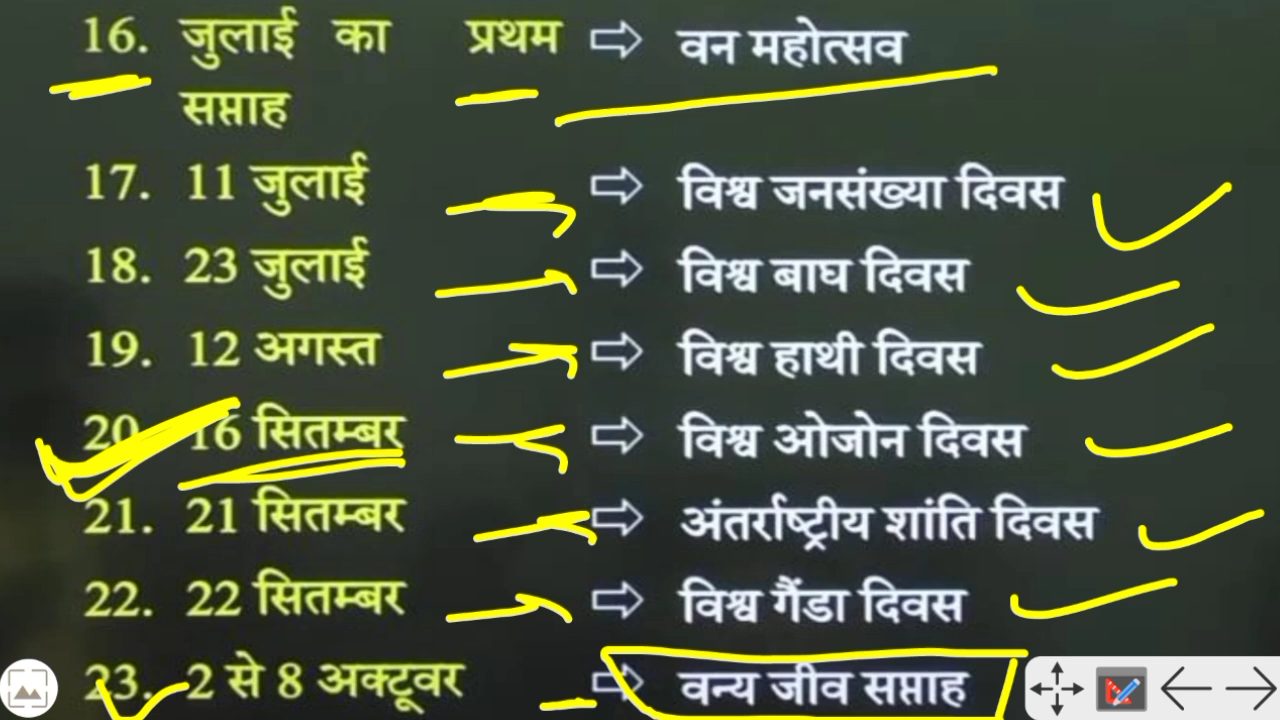 16. जुलाई का प्रथम ⇨ वन महोत्सव
सप्ताह
17. 11 जुलाई ⇨ विश्व जनसंख्या दिवस
18. 23 जुलाई ⇨ विश्व बाघ दिवस
19. 12 अगस्त ⇨ विश्व हाथी दिवस
20. 16 सितम्बर ⇨ विश्व ओजोन दिवस
21. 21 सितम्बर ⇨ अंतर्राष्ट्रीय शांति दिवस
22. 22 सितम्बर ⇨ विश्व गैंडा दिवस
23. 2 से 8 अक्टूवर ⇨ वन्य जीव सप्ताह